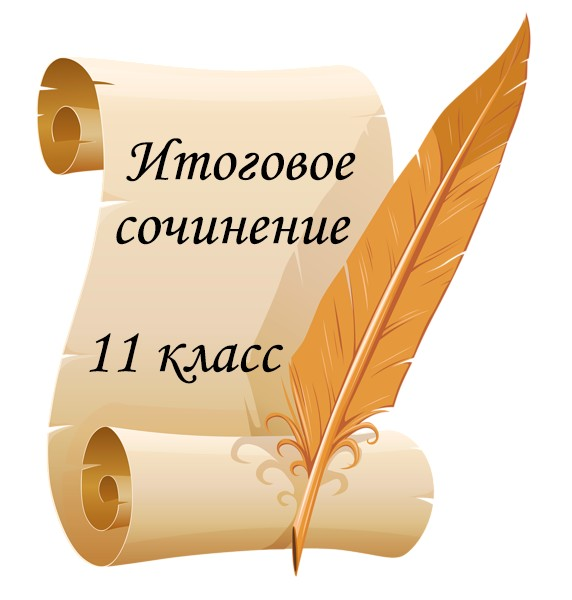 Итоговое
сочинение
11 класс